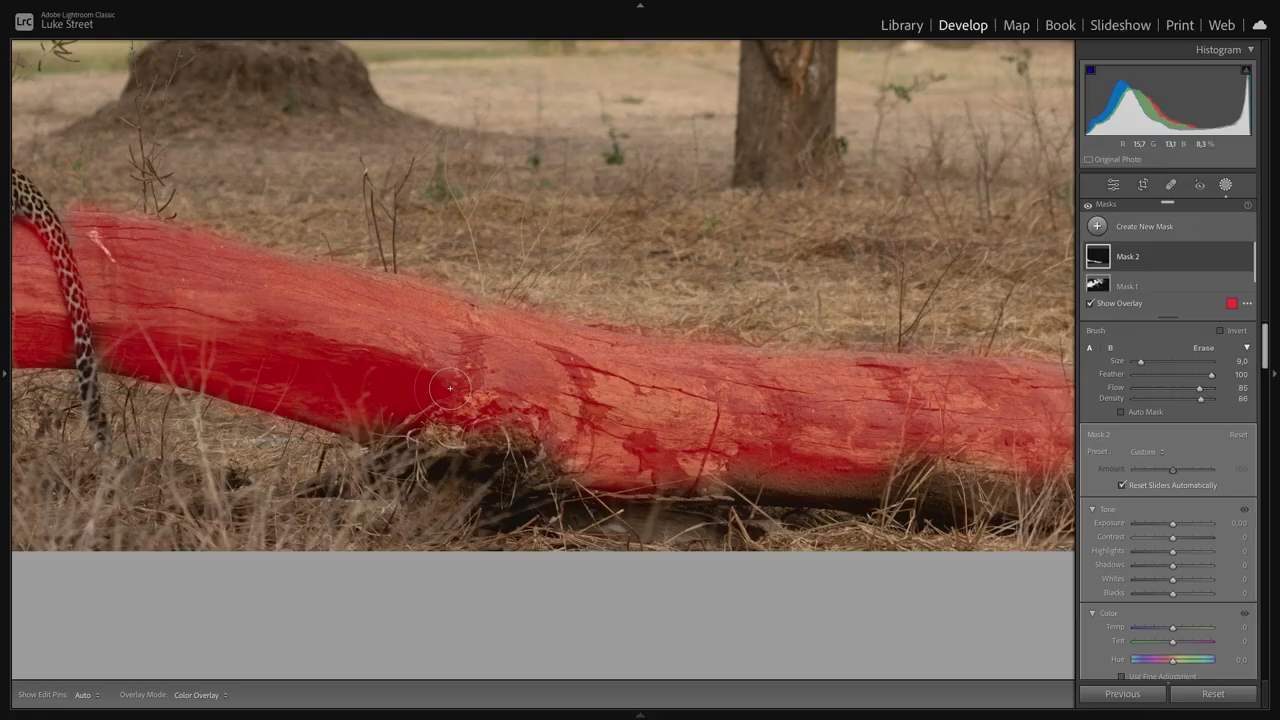 Lrc
Adobe Lightroom Classic
Luke Street
Library | Develop | Map | Book | Slideshow | Print | Web
Histogram
R 15,7 G 13,1 B 8,3 %
Original Photo
Masks
Create New Mask
Mask 2
Mask 1
Show Overlay
Brush Invert
A B Erase
Size 9,0
Feather 100
Flow 85
Density 86
Auto Mask
Mask 2 Reset
Preset: Custom
Amount 100
Reset Sliders Automatically
Tone
Exposure 0,00
Contrast 0
Highlights 0
Shadows 0
Whites 0
Blacks 0
Color
Temp 0
Tint 0
Hue 0,0
Use Fine Adjustment
Previous Reset
Show Edit Pins: Auto Overlay Mode: Color Overlay